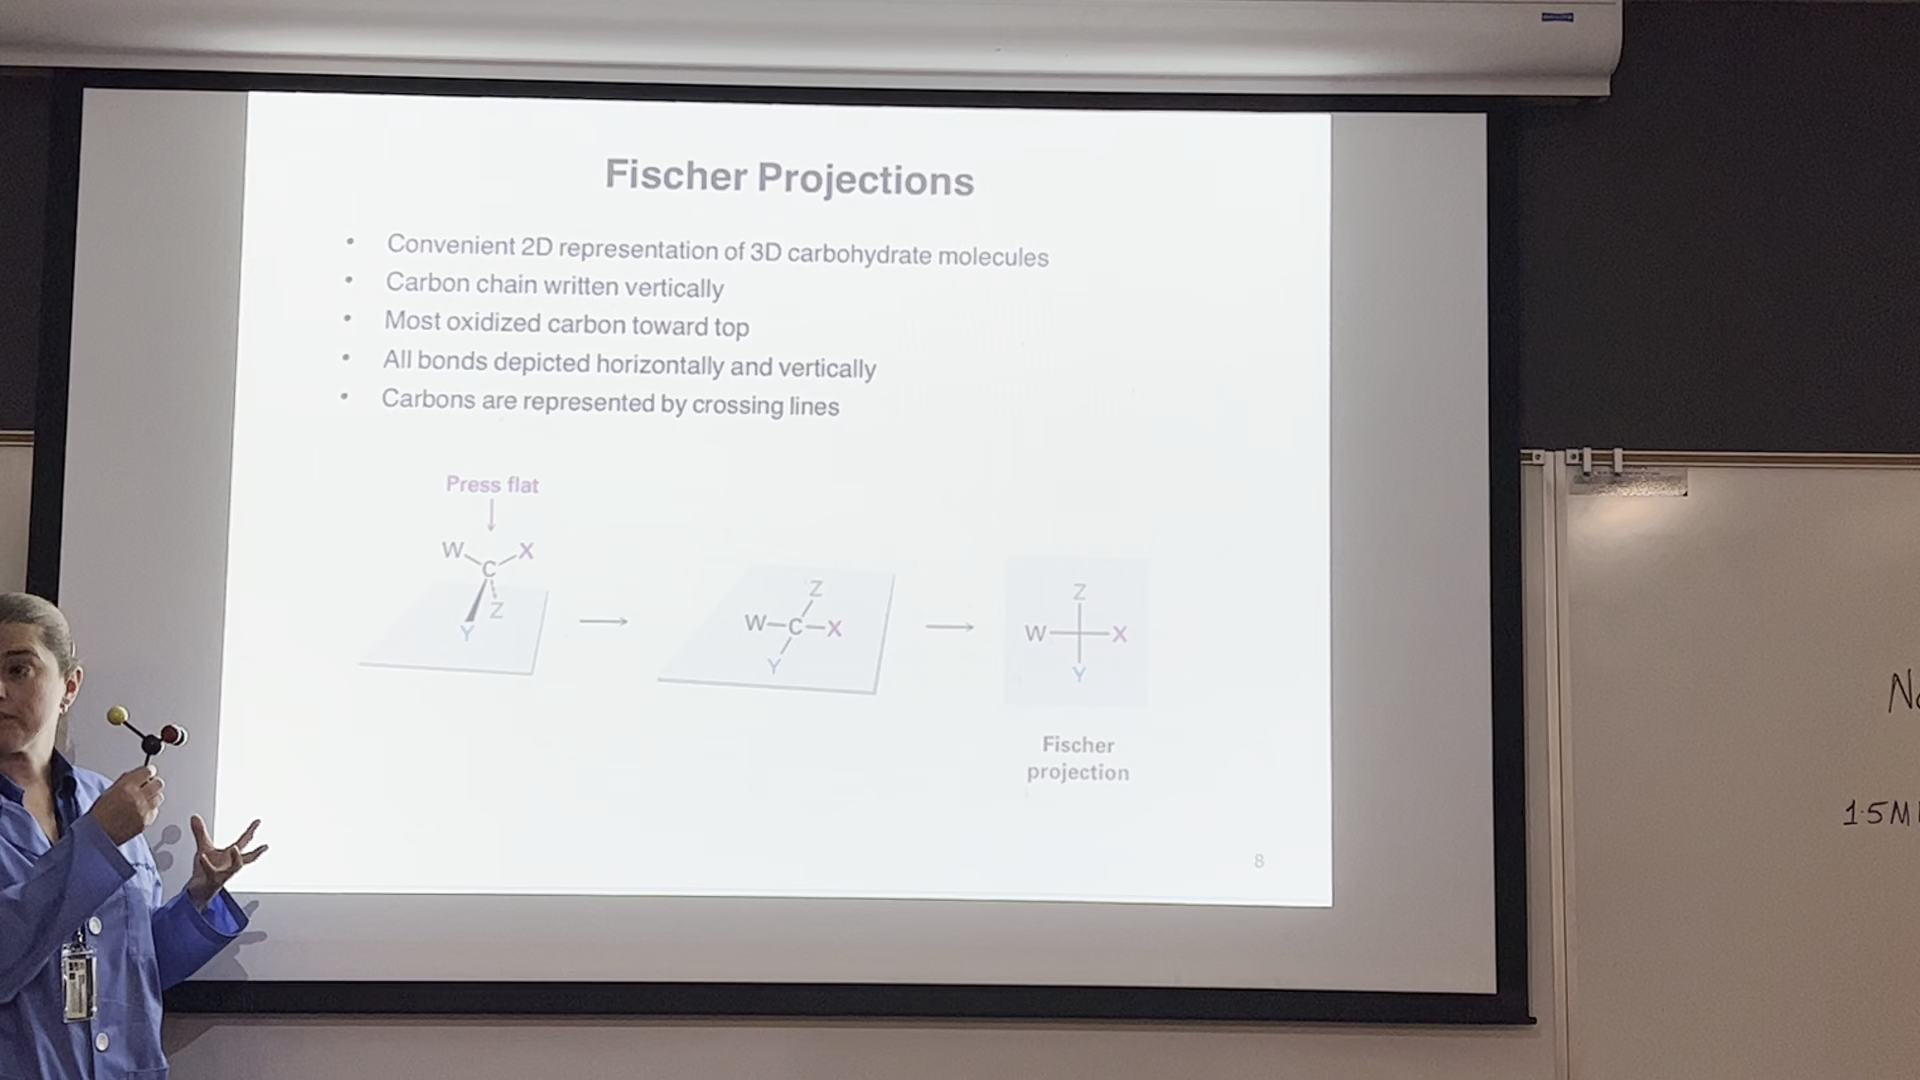 Fischer Projections
• Convenient 2D representation of 3D carbohydrate molecules
• Carbon chain written vertically
• Most oxidized carbon toward top
• All bonds depicted horizontally and vertically
• Carbons are represented by crossing lines
Press flat
W X
C
Z
Y
Z
W C X
Y
Z
W X
Y
Fischer
projection
8
1.5M